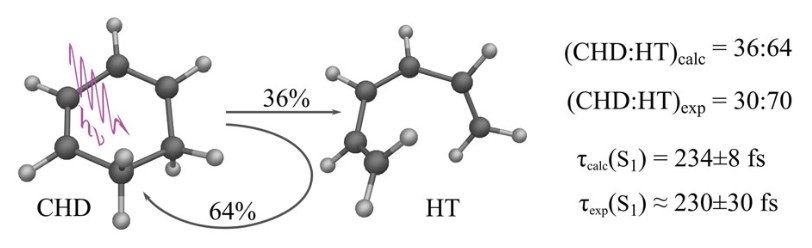 hν
36%
CHD
64%
HT
(CHD:HT)calc = 36:64
(CHD:HT)exp = 30:70
τcalc(S1) = 234±8 fs
τexp(S1) ≈ 230±30 fs